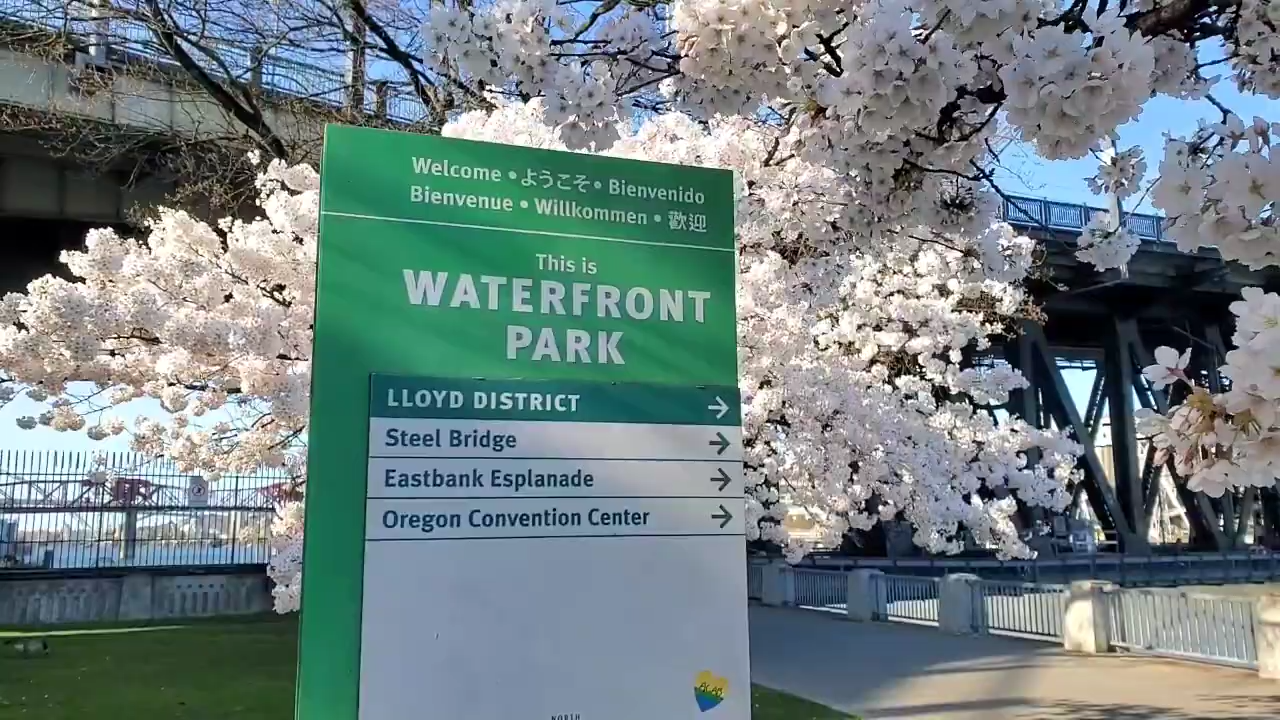 Welcome • ようこそ • Bienvenido
Bienvenue • Willkommen • 歡迎
This is
WATERFRONT
PARK
LLOYD DISTRICT →
Steel Bridge →
Eastbank Esplanade →
Oregon Convention Center →
NORTH